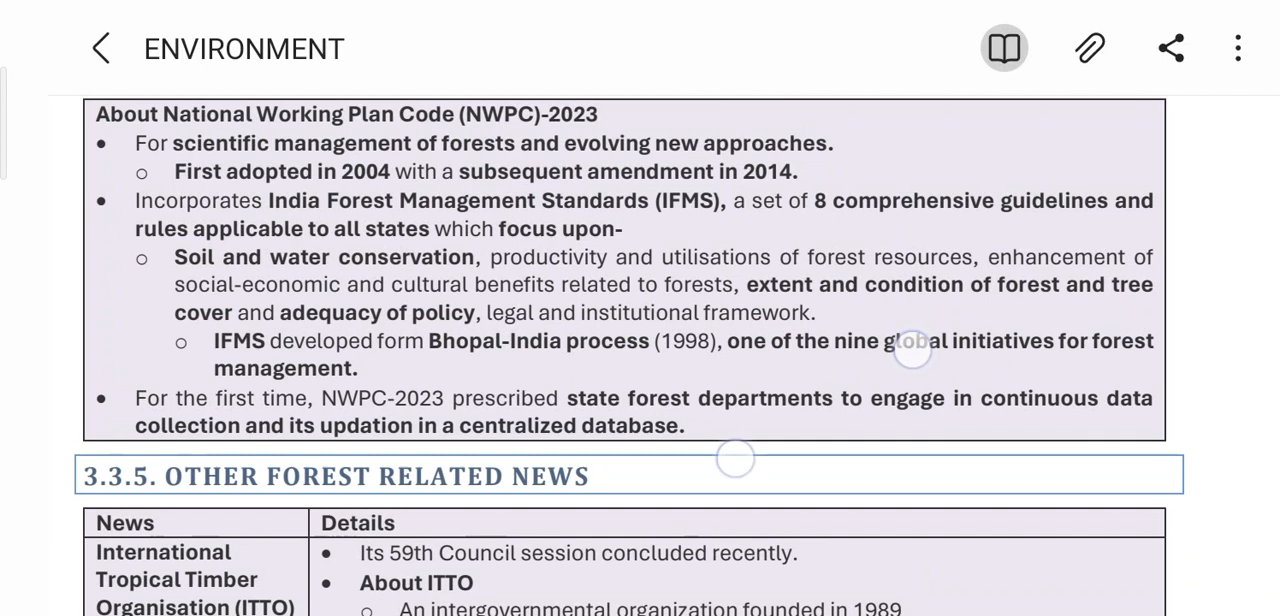 ENVIRONMENT
About National Working Plan Code (NWPC)-2023
• For scientific management of forests and evolving new approaches.
o First adopted in 2004 with a subsequent amendment in 2014.
• Incorporates India Forest Management Standards (IFMS), a set of 8 comprehensive guidelines and
rules applicable to all states which focus upon-
o Soil and water conservation, productivity and utilisations of forest resources, enhancement of
social-economic and cultural benefits related to forests, extent and condition of forest and tree
cover and adequacy of policy, legal and institutional framework.
o IFMS developed form Bhopal-India process (1998), one of the nine global initiatives for forest
management.
• For the first time, NWPC-2023 prescribed state forest departments to engage in continuous data
collection and its updation in a centralized database.
3.3.5. OTHER FOREST RELATED NEWS
News Details
International • Its 59th Council session concluded recently.
Tropical Timber • About ITTO
Organisation (ITTO) o An intergovernmental organization founded in 1989